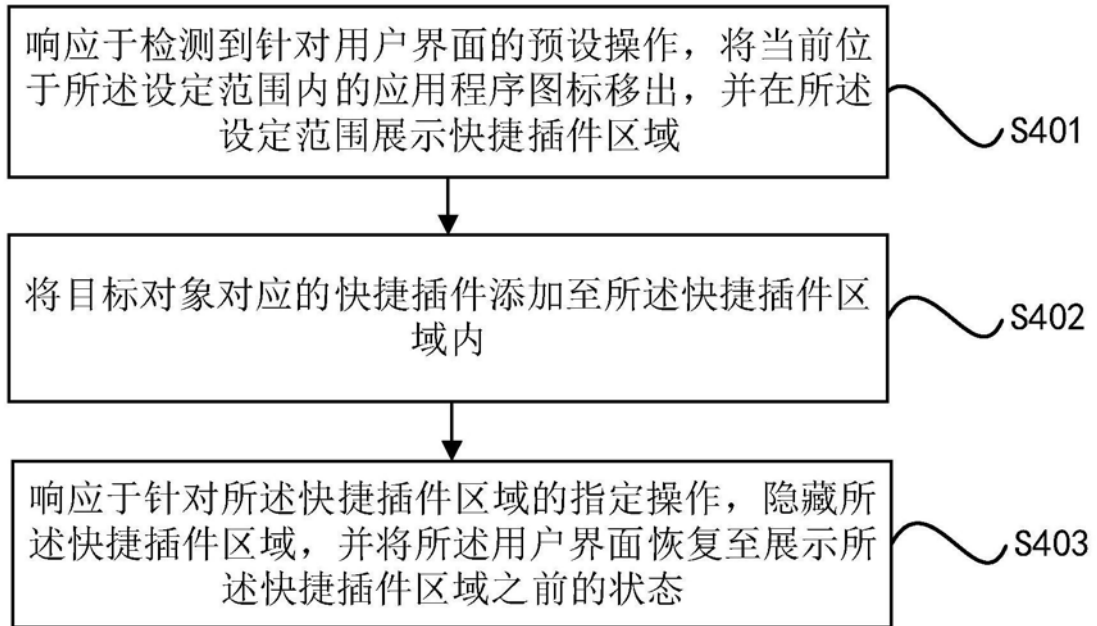 响应于检测到针对用户界面的预设操作，将当前位
于所述设定范围内的应用程序图标移出，并在所述
设定范围展示快捷插件区域
S401
将目标对象对应的快捷插件添加至所述快捷插件区
域内
S402
响应于针对所述快捷插件区域的指定操作，隐藏所
述快捷插件区域，并将所述用户界面恢复至展示所
述快捷插件区域之前的状态
S403